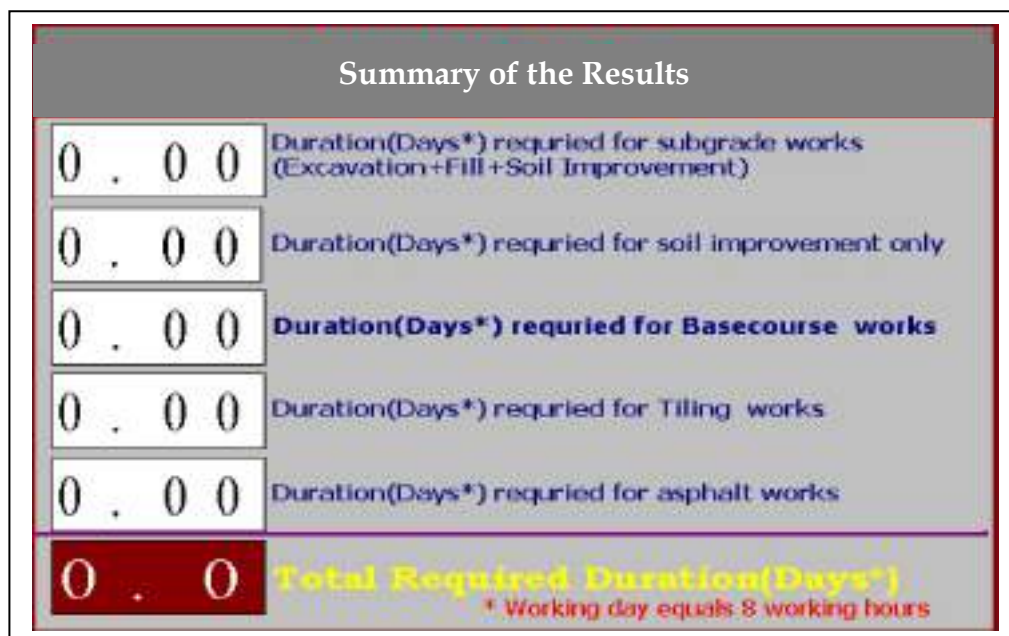 Summary of the Results
0 . 0 0 Duration(Days*) requried for subgrade works
(Excavation+Fill+Soil Improvement)
0 . 0 0 Duration(Days*) requried for soil improvement only
0 . 0 0 Duration(Days*) requried for Basecourse works
0 . 0 0 Duration(Days*) requried for Tiling works
0 . 0 0 Duration(Days*) requried for asphalt works
0 . 0 Total Required Duration(Days*)
* Working day equals 8 working hours